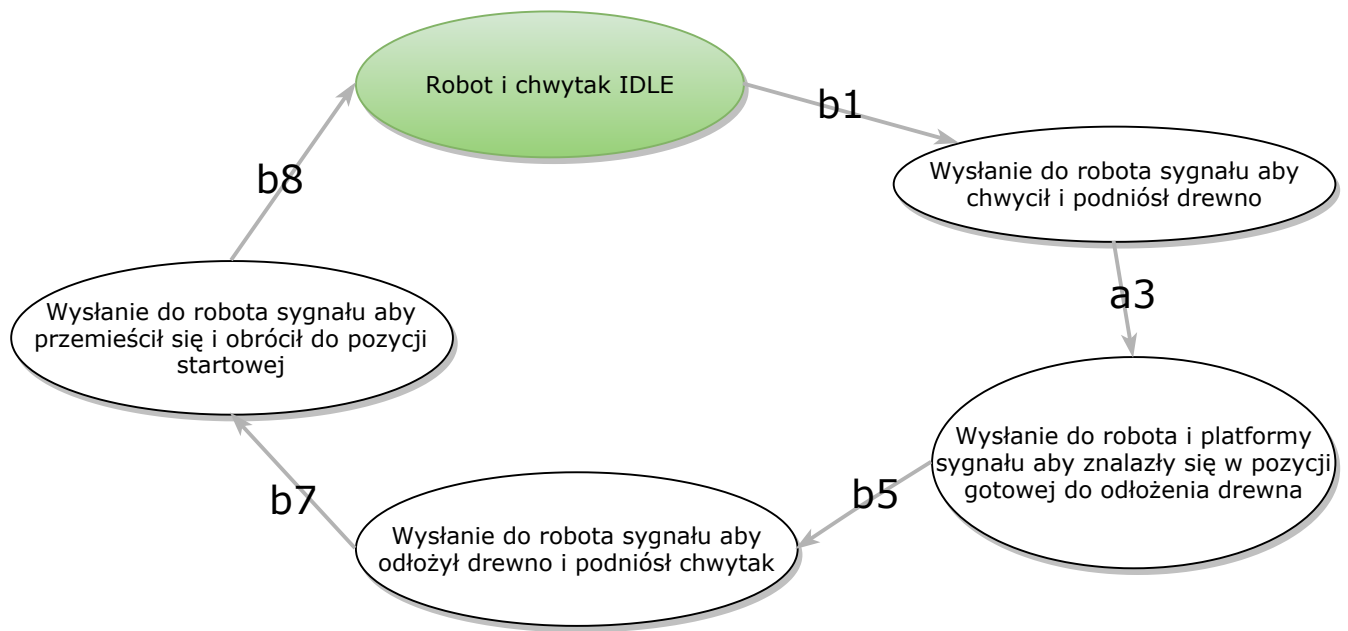 Robot i chwytak IDLE
b1
Wysłanie do robota sygnału aby
chwycił i podniósł drewno
a3
Wysłanie do robota i platformy
sygnału aby znalazły się w pozycji
gotowej do odłożenia drewna
b5
Wysłanie do robota sygnału aby
odłożył drewno i podniósł chwytak
b7
Wysłanie do robota sygnału aby
przemieścił się i obrócił do pozycji
startowej
b8